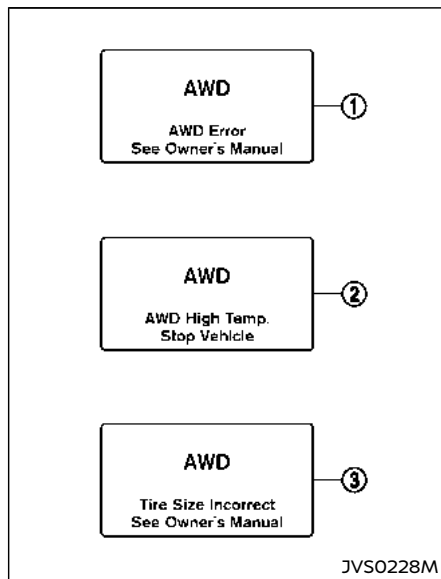 AWD
AWD Error
See Owner's Manual
1
AWD
AWD High Temp.
Stop Vehicle
2
AWD
Tire Size Incorrect
See Owner's Manual
3
JVS0228M